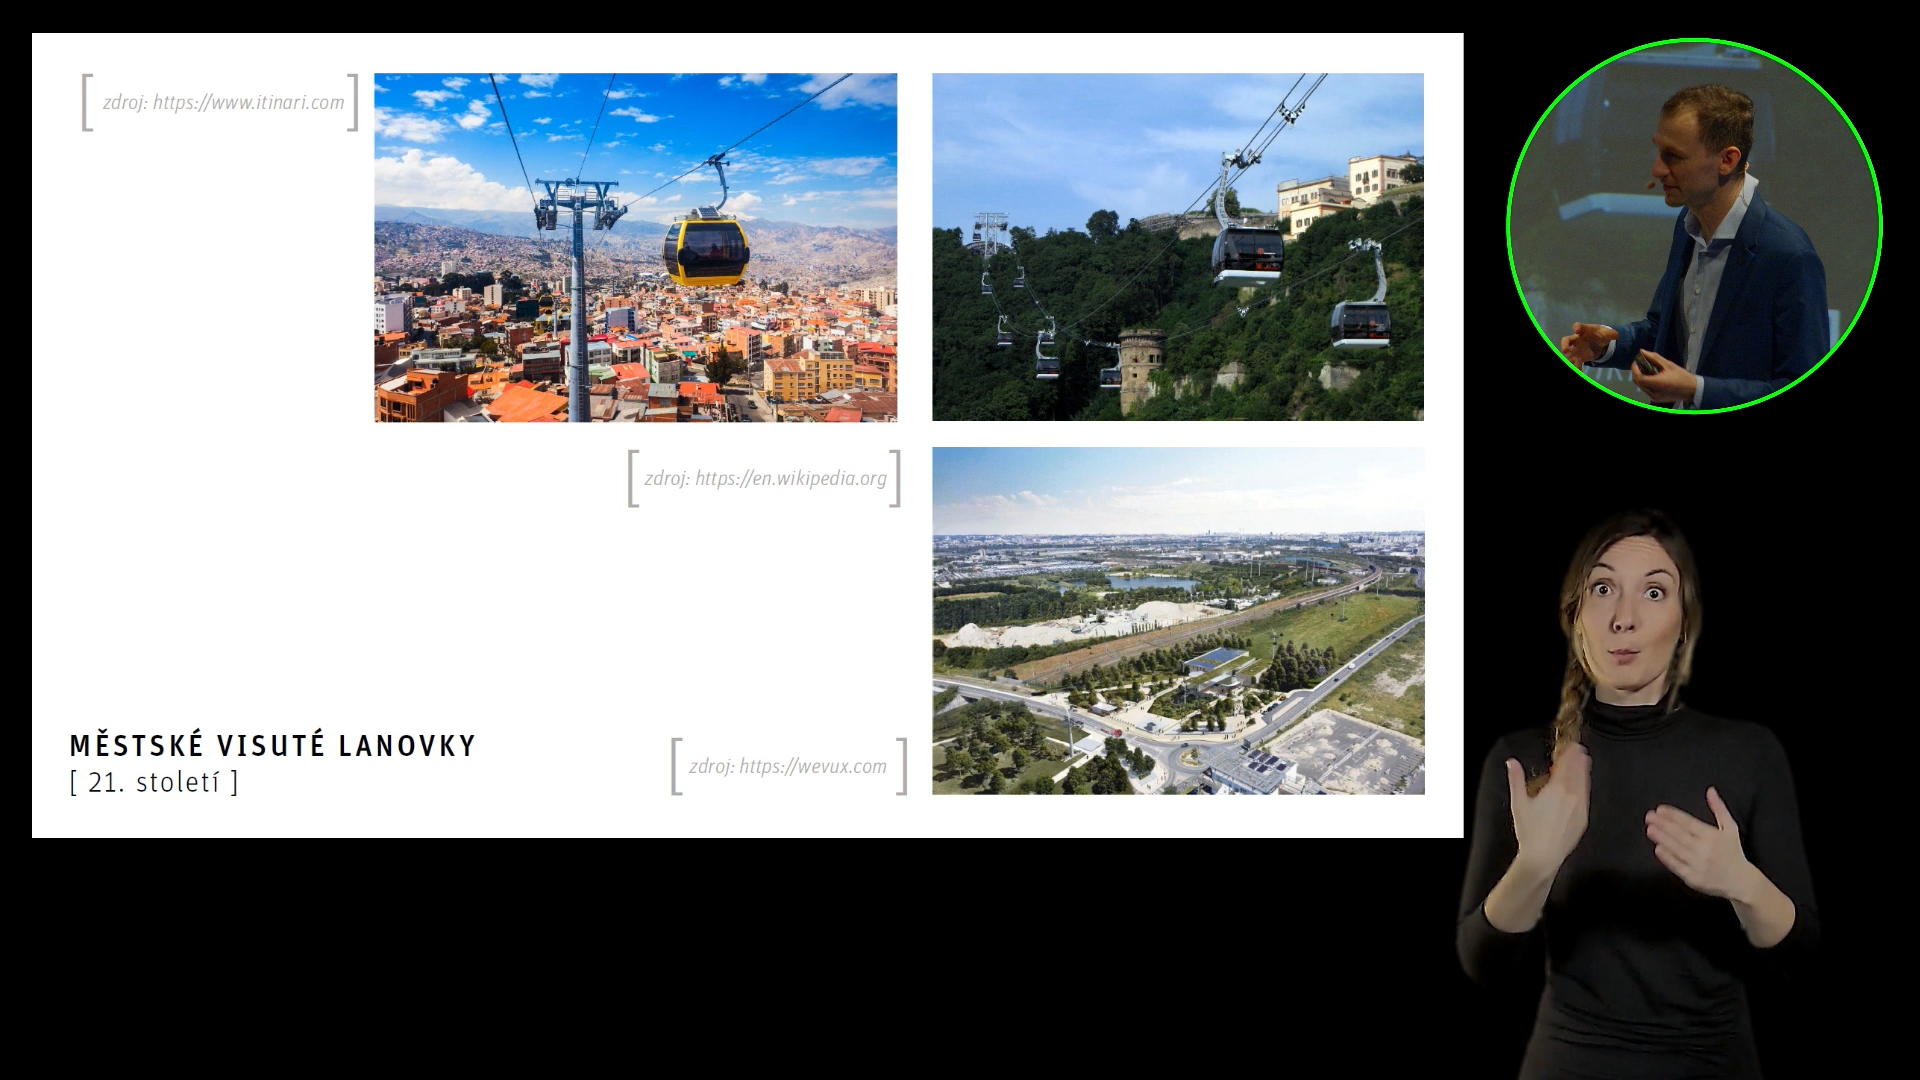 [ zdroj: https://www.itinari.com ]
[ zdroj: https://en.wikipedia.org ]
[ zdroj: https://wevux.com ]
MĚSTSKÉ VISUTÉ LANOVKY
[ 21. století ]